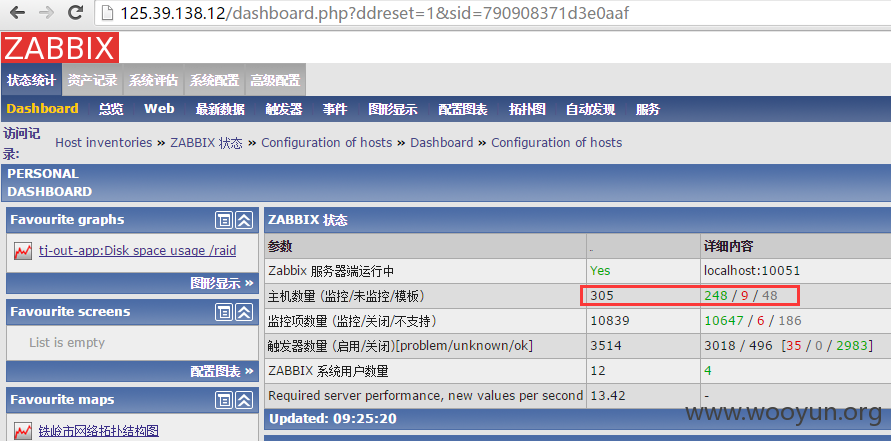 125.39.138.12/dashboard.php?ddreset=1&sid=790908371d3e0aaf
ZABBIX
状态统计 资产记录 系统评估 系统配置 高级配置
Dashboard 总览 Web 最新数据 触发器 事件 图形显示 配置图表 拓扑图 自动发现 服务
访问记录: Host inventories » ZABBIX 状态 » Configuration of hosts » Dashboard » Configuration of hosts
PERSONAL
DASHBOARD
Favourite graphs
tj-out-app:Disk space usage /raid
图形显示 »
Favourite screens
List is empty
配置图表 »
Favourite maps
铁岭市网络拓扑结构图
ZABBIX 状态
参数 - 详细内容
Zabbix 服务器端运行中 Yes localhost:10051
主机数量 (监控/未监控/模板) 305 248 / 9 / 48
监控项数量 (监控/关闭/不支持) 10839 10647 / 6 / 186
触发器数量 (启用/关闭)[problem/unknown/ok] 3514 3018 / 496 [35 / 0 / 2983]
ZABBIX 系统用户数量 12 4
Required server performance, new values per second 13.42 -
Updated: 09:25:20
www.wooyun.org